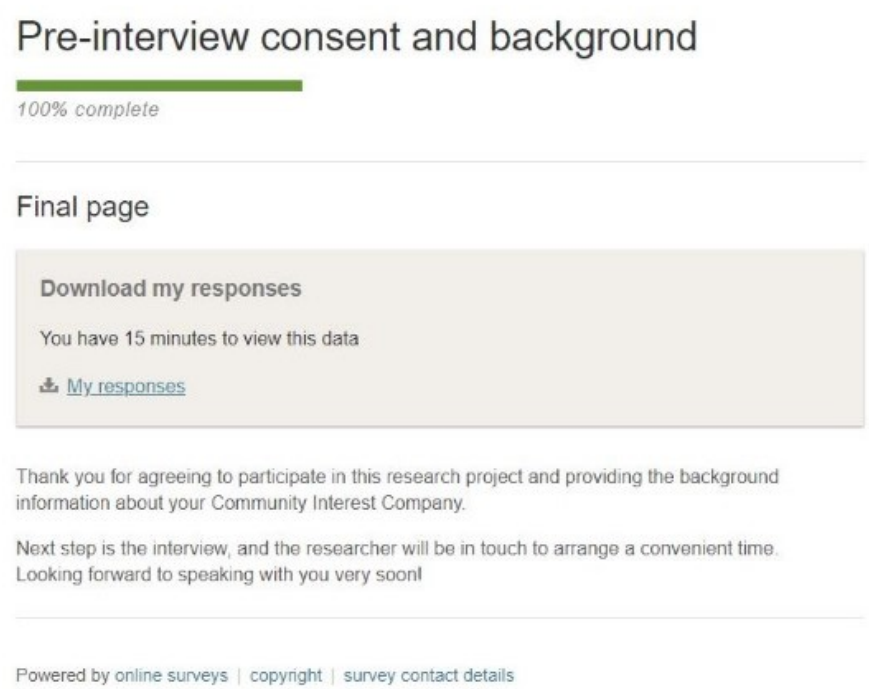 Pre-interview consent and background
100% complete
Final page
Download my responses
You have 15 minutes to view this data
My responses
Thank you for agreeing to participate in this research project and providing the background
information about your Community Interest Company.
Next step is the interview, and the researcher will be in touch to arrange a convenient time.
Looking forward to speaking with you very soon!
Powered by online surveys | copyright | survey contact details